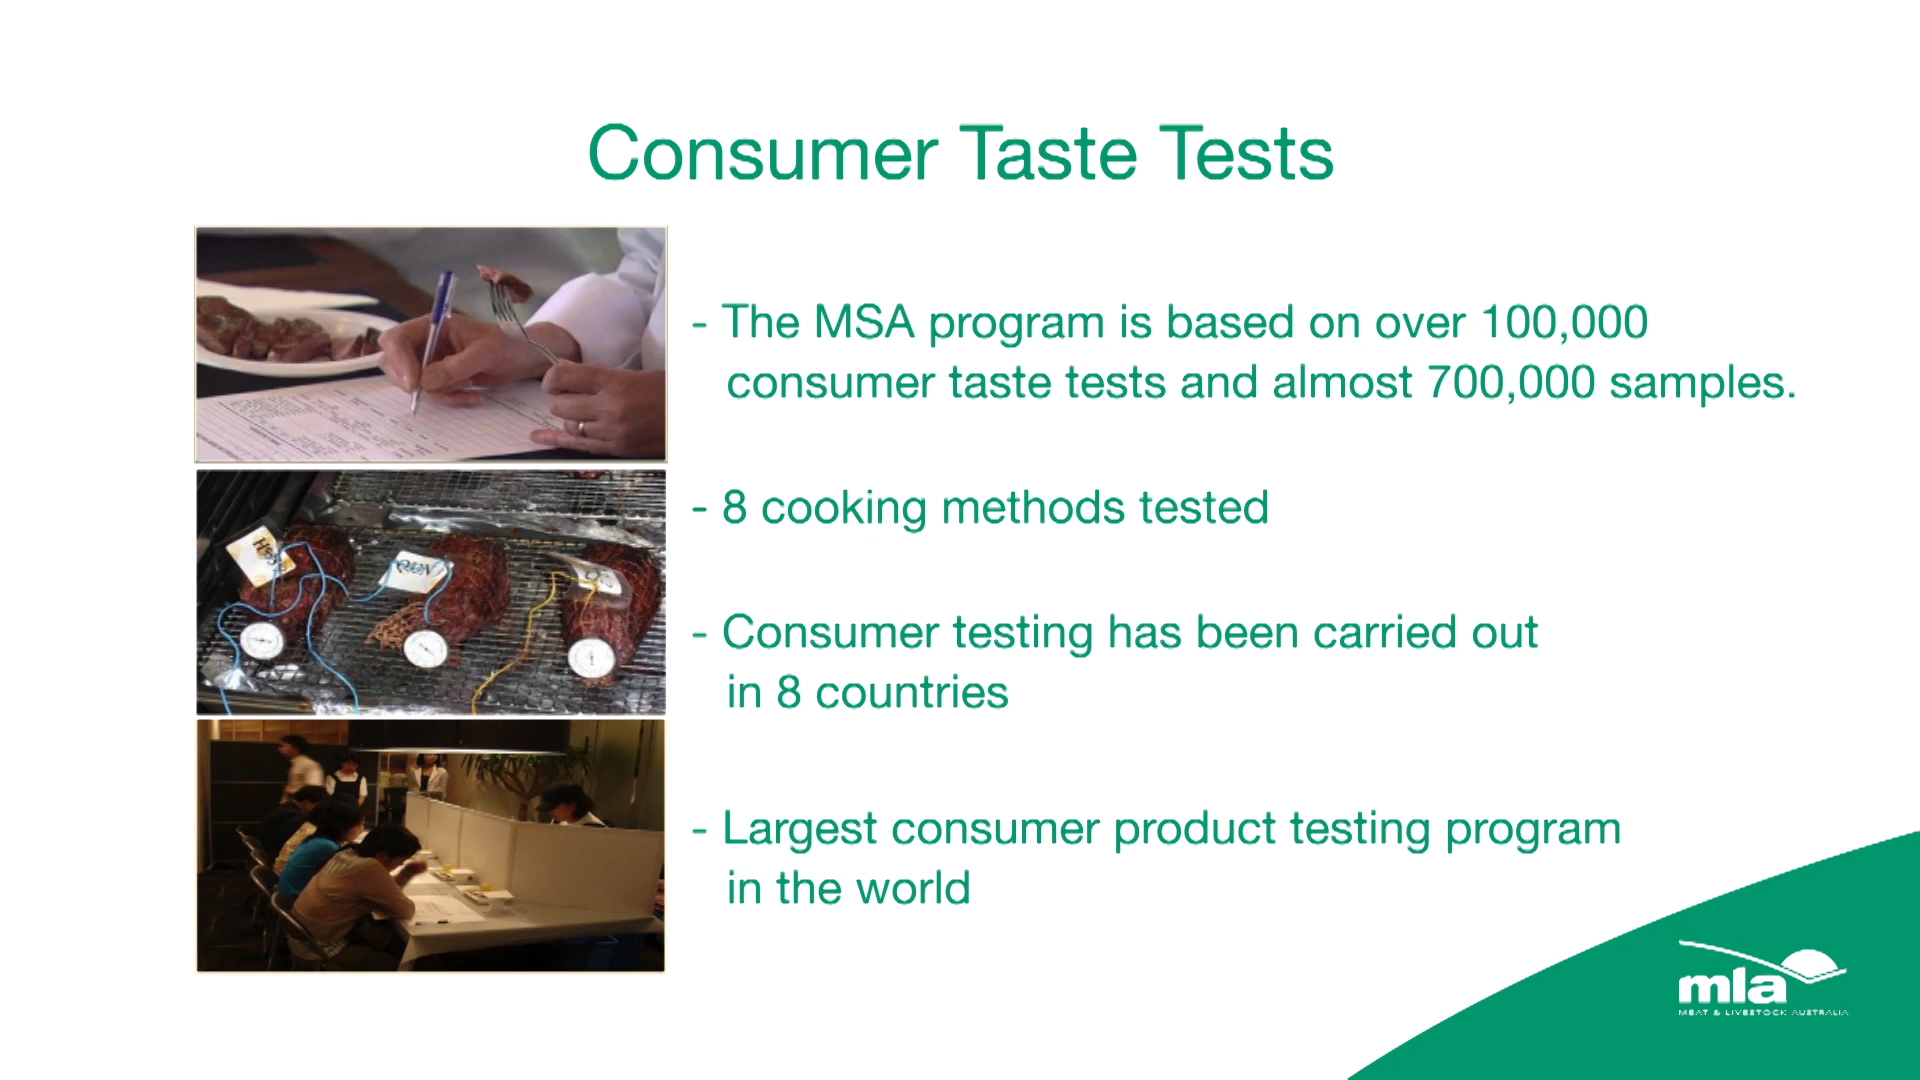 Consumer Taste Tests
- The MSA program is based on over 100,000
consumer taste tests and almost 700,000 samples.
- 8 cooking methods tested
- Consumer testing has been carried out
in 8 countries
- Largest consumer product testing program
in the world
mla
MEAT & LIVESTOCK AUSTRALIA